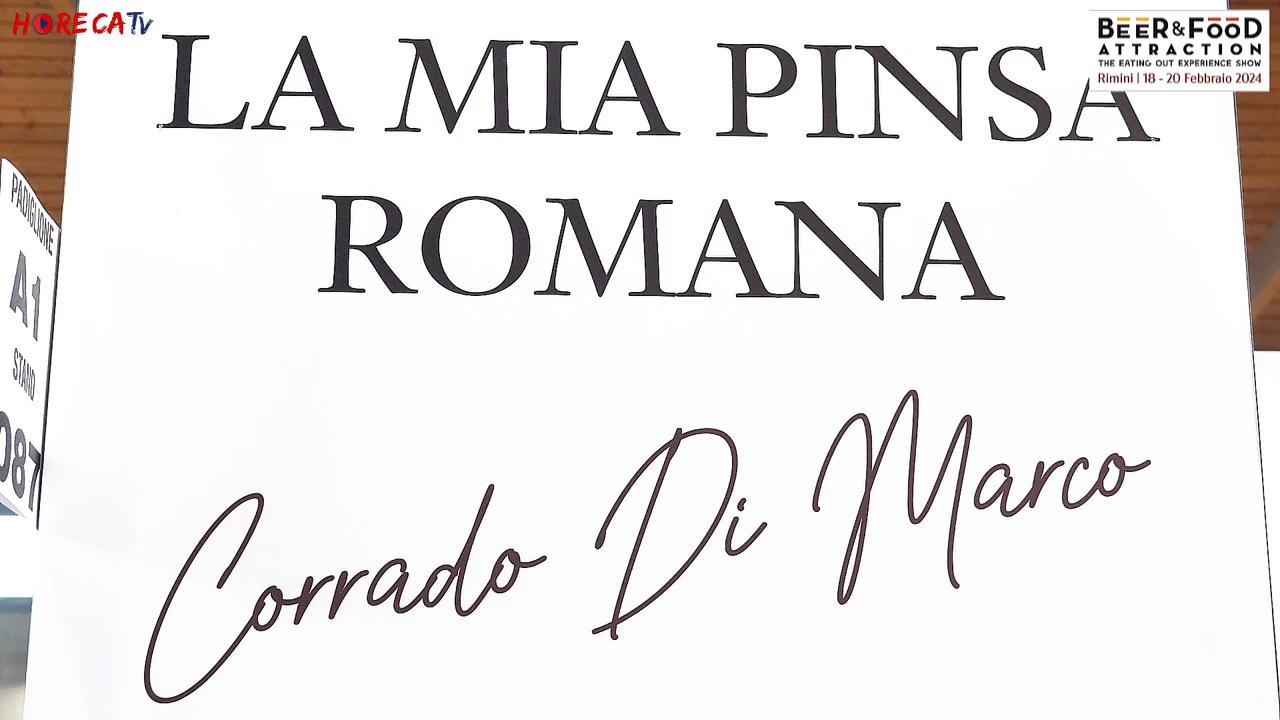 HORECATv
BEER&FOOD
ATTRACTION
THE EATING OUT EXPERIENCE SHOW
Rimini | 18 - 20 Febbraio 2024
LA MIA PINSA
ROMANA
Corrado Di Marco
PADIGLIONE
A1
STAND
087